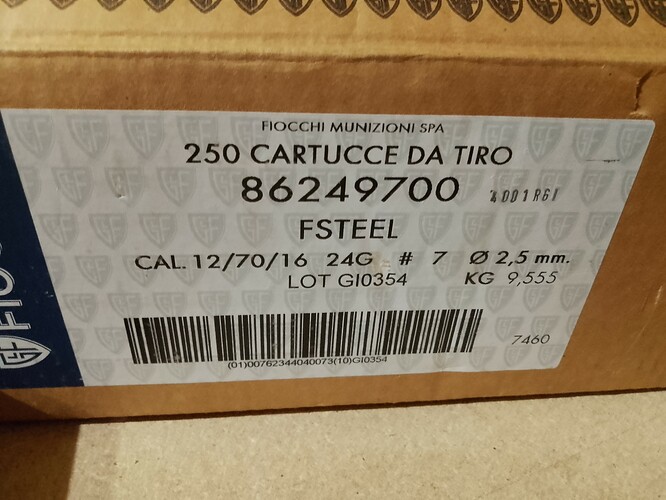 FIOCCHI MUNIZIONI SPA
250 CARTUCCE DA TIRO
86249700 4DD1RGI
FSTEEL
CAL. 12/70/16 24G # 7 Ø 2,5 mm.
LOT GI0354 KG 9,555
7460
(01)00762344040073(10)GI0354